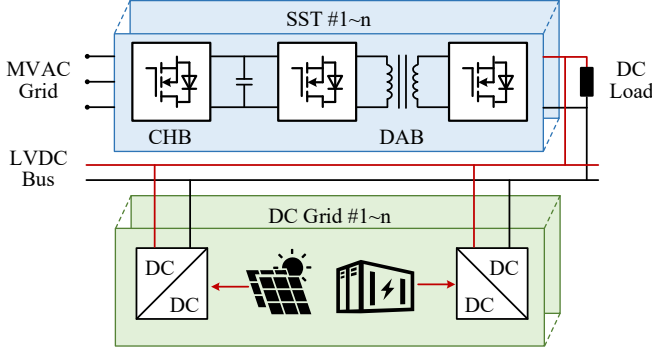 SST #1~n
MVAC
Grid
DC
Load
CHB
DAB
LVDC
Bus
DC Grid #1~n
DC
DC
DC
DC